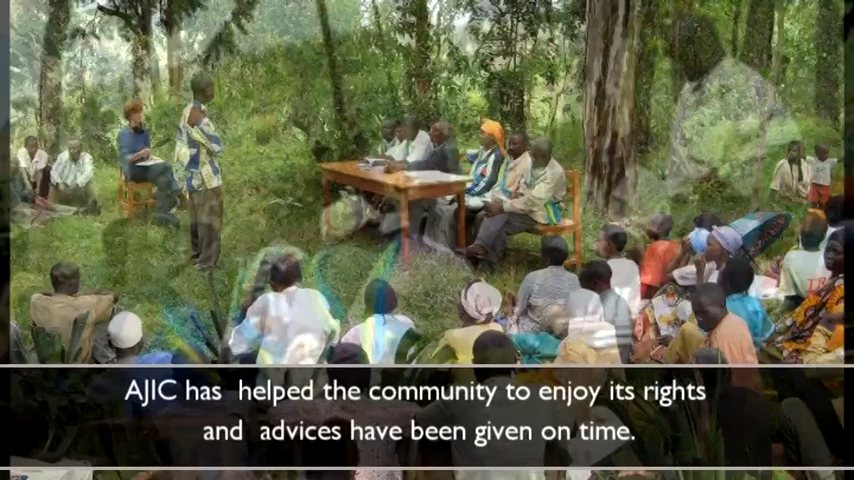 AJIC has  helped the community to enjoy its rights
and  advices have been given on time.